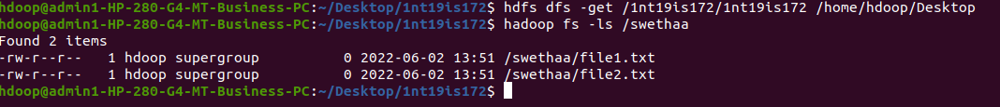 hdoop@admin1-HP-280-G4-MT-Business-PC:~/Desktop/1nt19is172$ hdfs dfs -get /1nt19is172/1nt19is172 /home/hdoop/Desktop
hdoop@admin1-HP-280-G4-MT-Business-PC:~/Desktop/1nt19is172$ hadoop fs -ls /swethaa
Found 2 items
-rw-r--r--   1 hdoop supergroup          0 2022-06-02 13:51 /swethaa/file1.txt
-rw-r--r--   1 hdoop supergroup          0 2022-06-02 13:51 /swethaa/file2.txt
hdoop@admin1-HP-280-G4-MT-Business-PC:~/Desktop/1nt19is172$